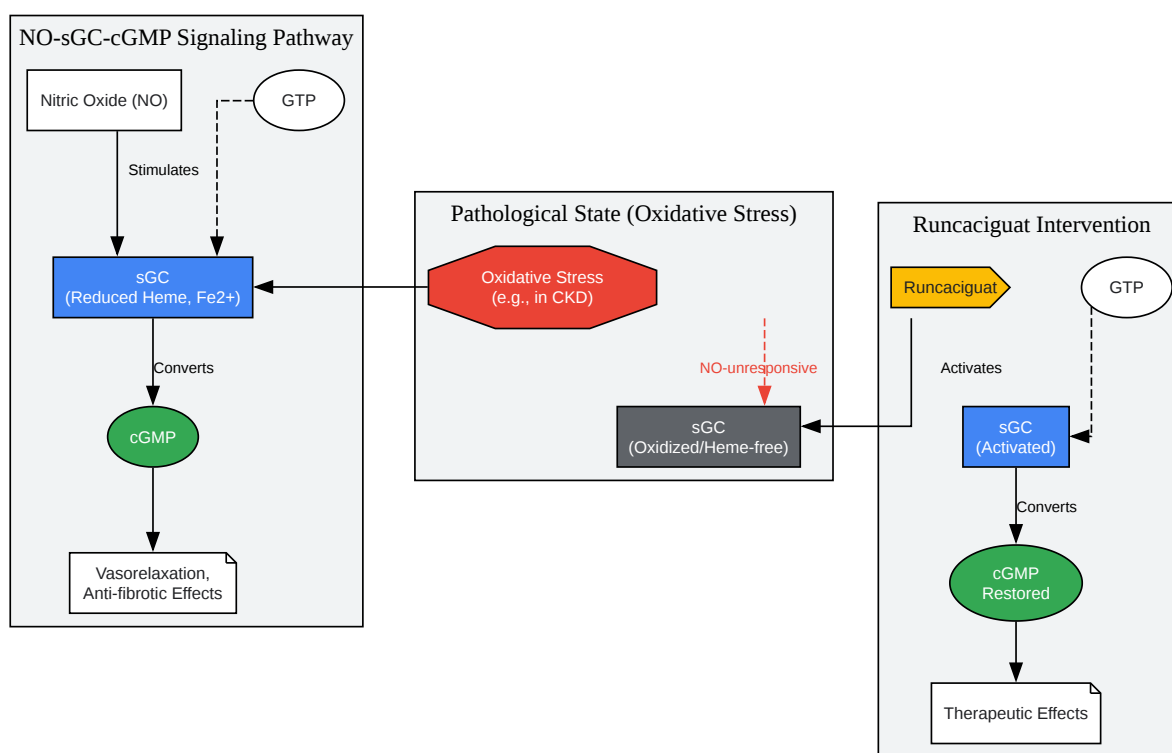 NO-sGC-cGMP Signaling Pathway
Nitric Oxide (NO)
GTP
Stimulates
sGC
(Reduced Heme, Fe2+)
Converts
cGMP
Vasorelaxation,
Anti-fibrotic Effects
Pathological State (Oxidative Stress)
Oxidative Stress
(e.g., in CKD)
NO-unresponsive
sGC
(Oxidized/Heme-free)
Runcaciguat Intervention
Runcaciguat
GTP
Activates
sGC
(Activated)
Converts
cGMP
Restored
Therapeutic Effects